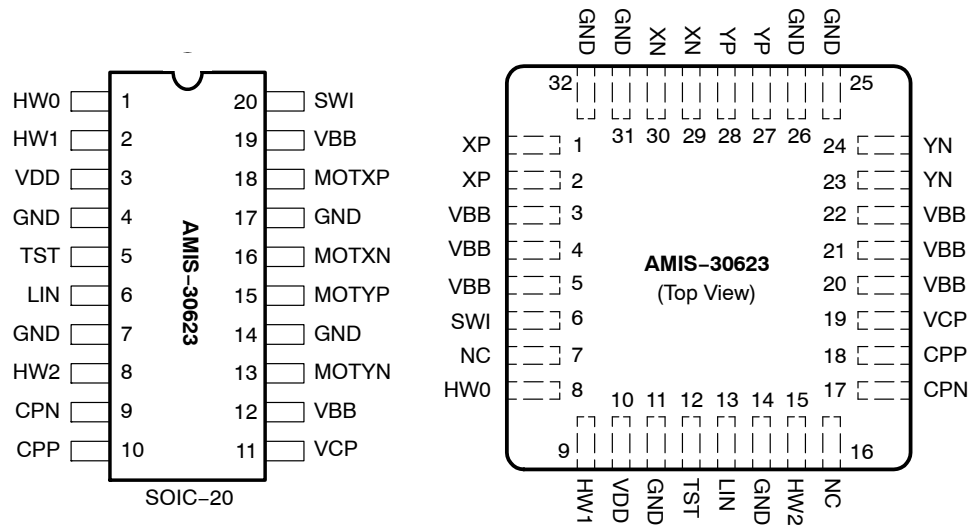 HW0 1 20 SWI
HW1 2 19 VBB
VDD 3 18 MOTXP
GND 4 17 GND
TST 5 16 MOTXN
LIN 6 15 MOTYP
GND 7 14 GND
HW2 8 13 MOTYN
CPN 9 12 VBB
CPP 10 11 VCP
AMIS−30623
SOIC−20
GND GND XN XN YP YP GND GND
32 31 30 29 28 27 26 25
XP 1 24 YN
XP 2 23 YN
VBB 3 22 VBB
VBB 4 21 VBB
VBB 5 20 VBB
SWI 6 19 VCP
NC 7 18 CPP
HW0 8 17 CPN
AMIS−30623
(Top View)
9 10 11 12 13 14 15 16
HW1 VDD GND TST LIN GND HW2 NC